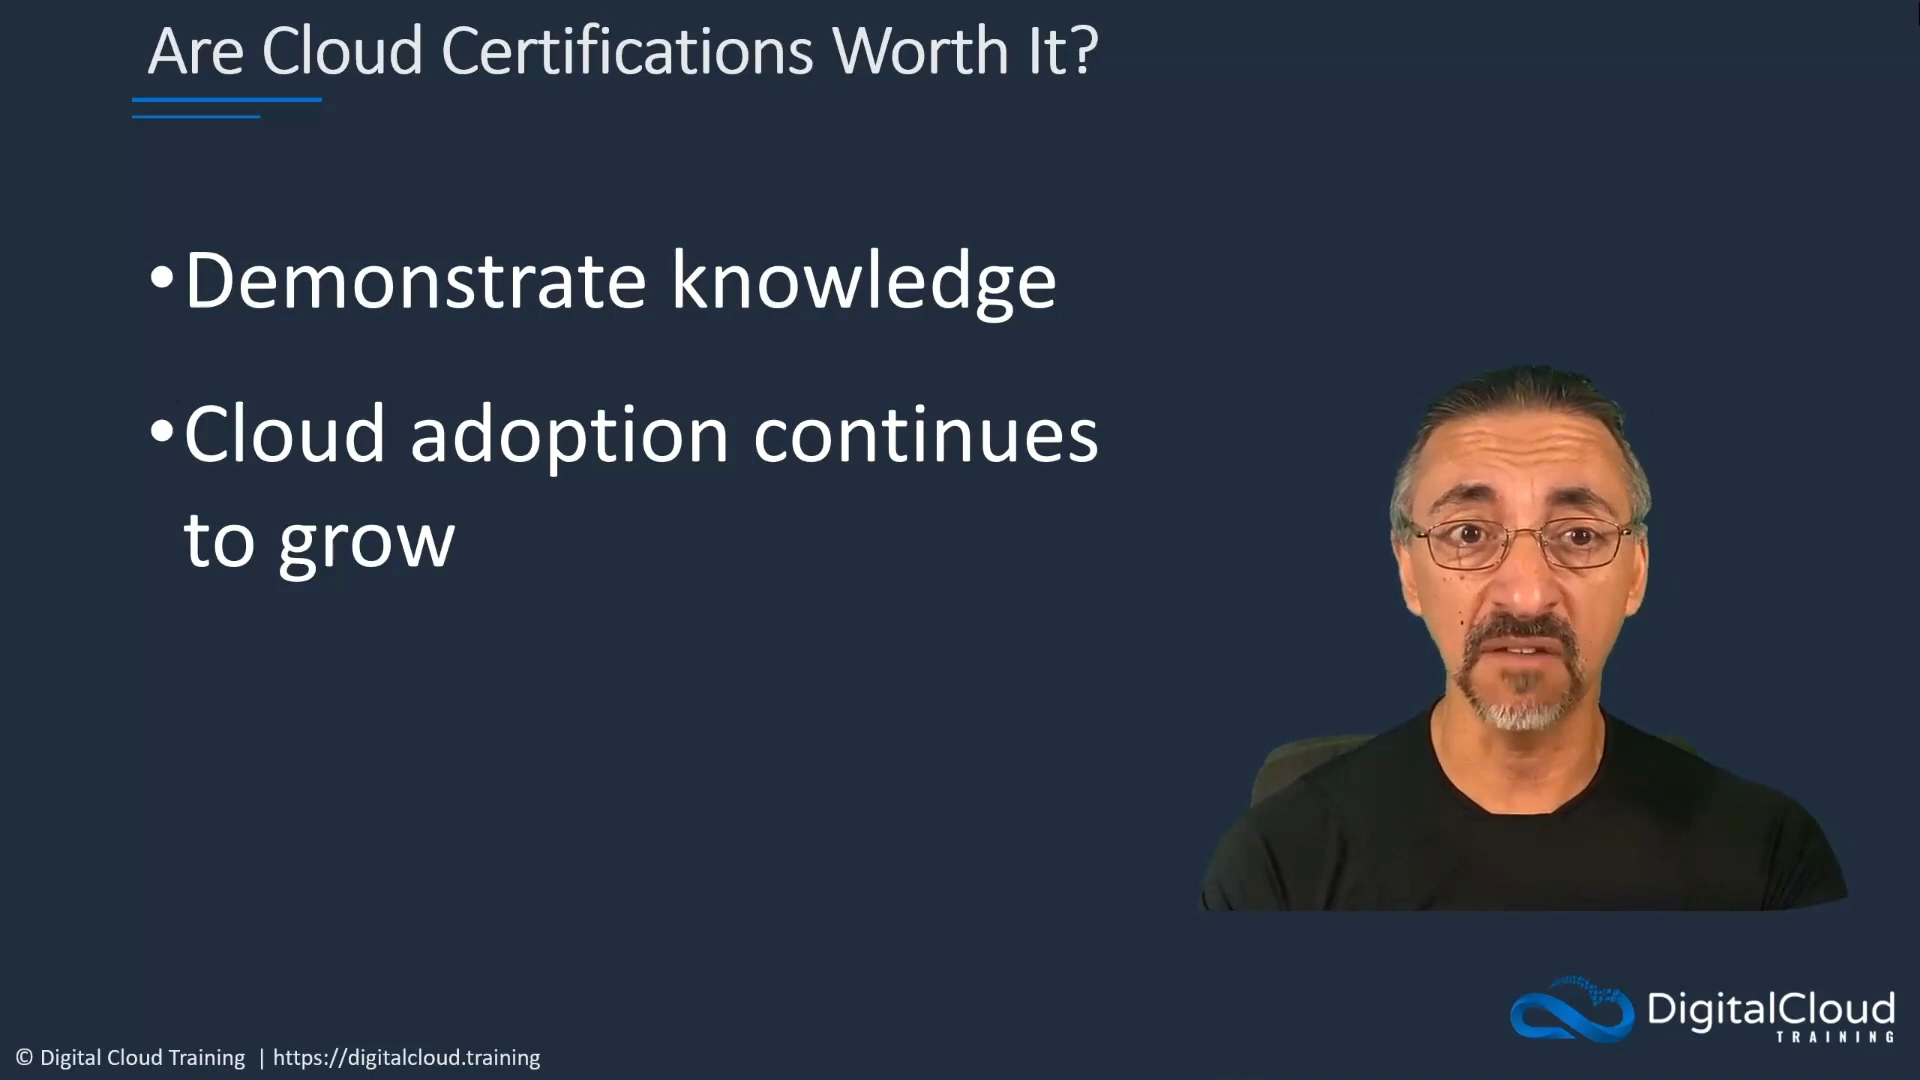 Are Cloud Certifications Worth It?
•Demonstrate knowledge
•Cloud adoption continues
to grow
DigitalCloud
TRAINING
© Digital Cloud Training | https://digitalcloud.training